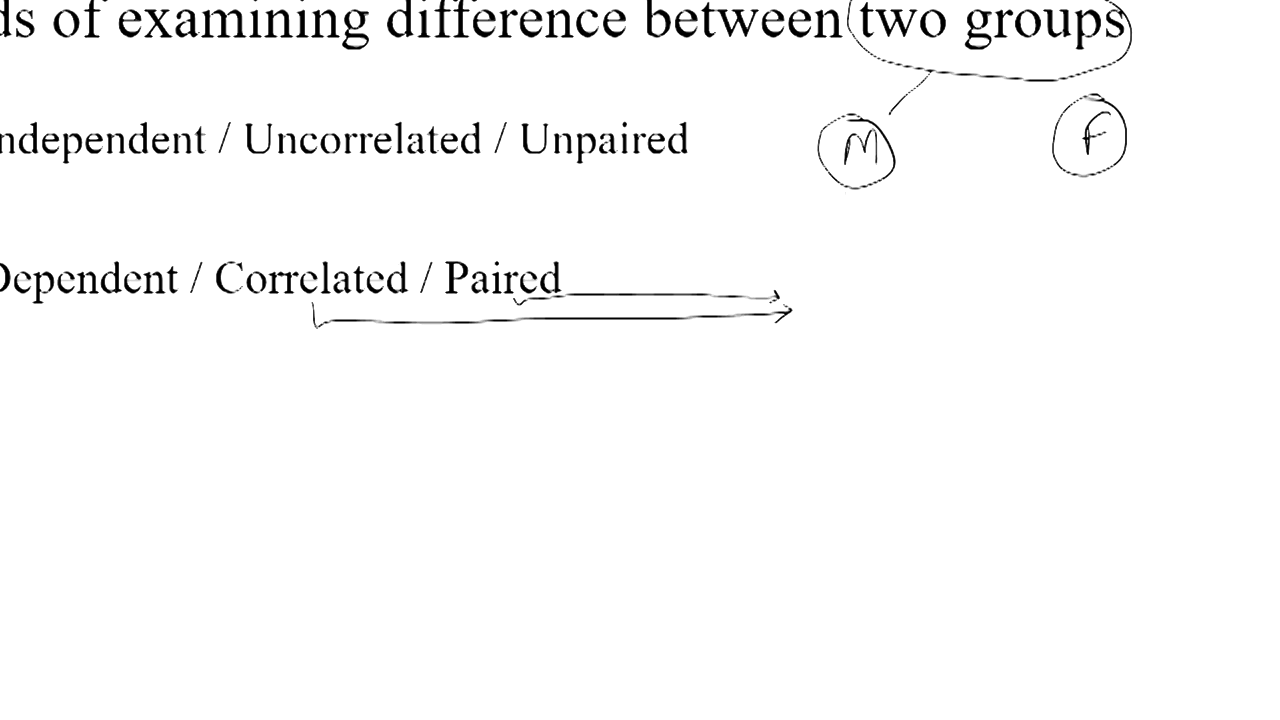 ds of examining difference between two groups
ndependent / Uncorrelated / Unpaired
M F
Dependent / Correlated / Paired